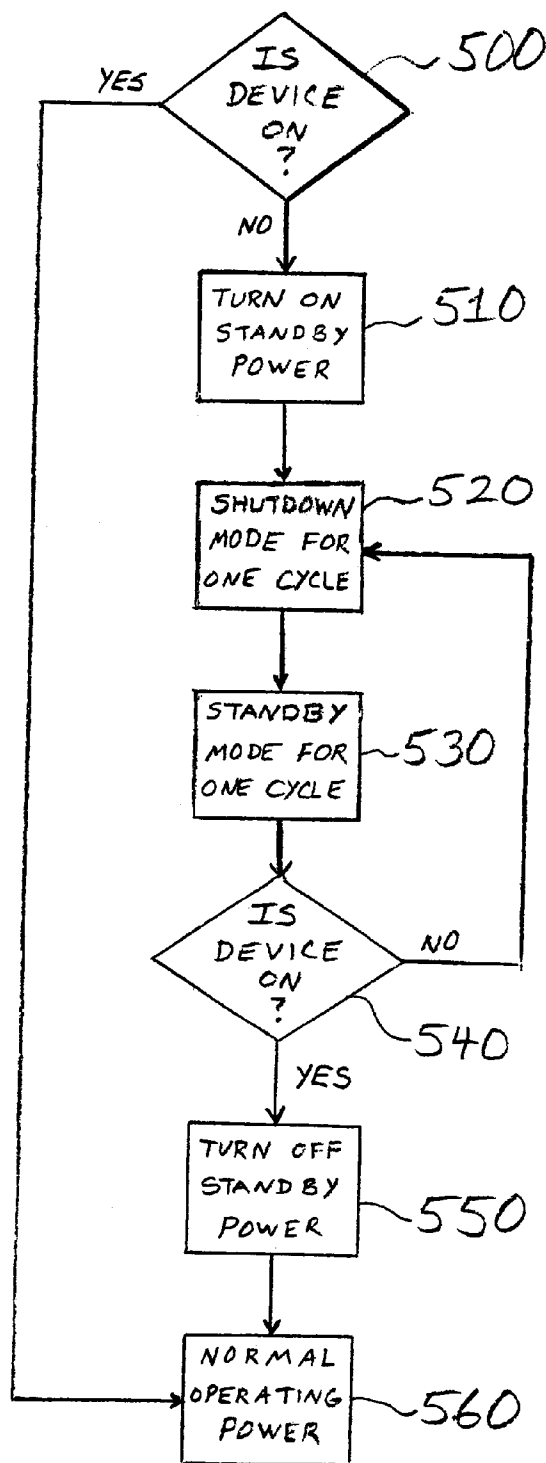 IS
DEVICE
ON
?
500
YES
NO
TURN ON
STANDBY
POWER
510
SHUTDOWN
MODE FOR
ONE CYCLE
520
STANDBY
MODE FOR
ONE CYCLE
530
IS
DEVICE
ON
?
NO
540
YES
TURN OFF
STANDBY
POWER
550
NORMAL
OPERATING
POWER
560